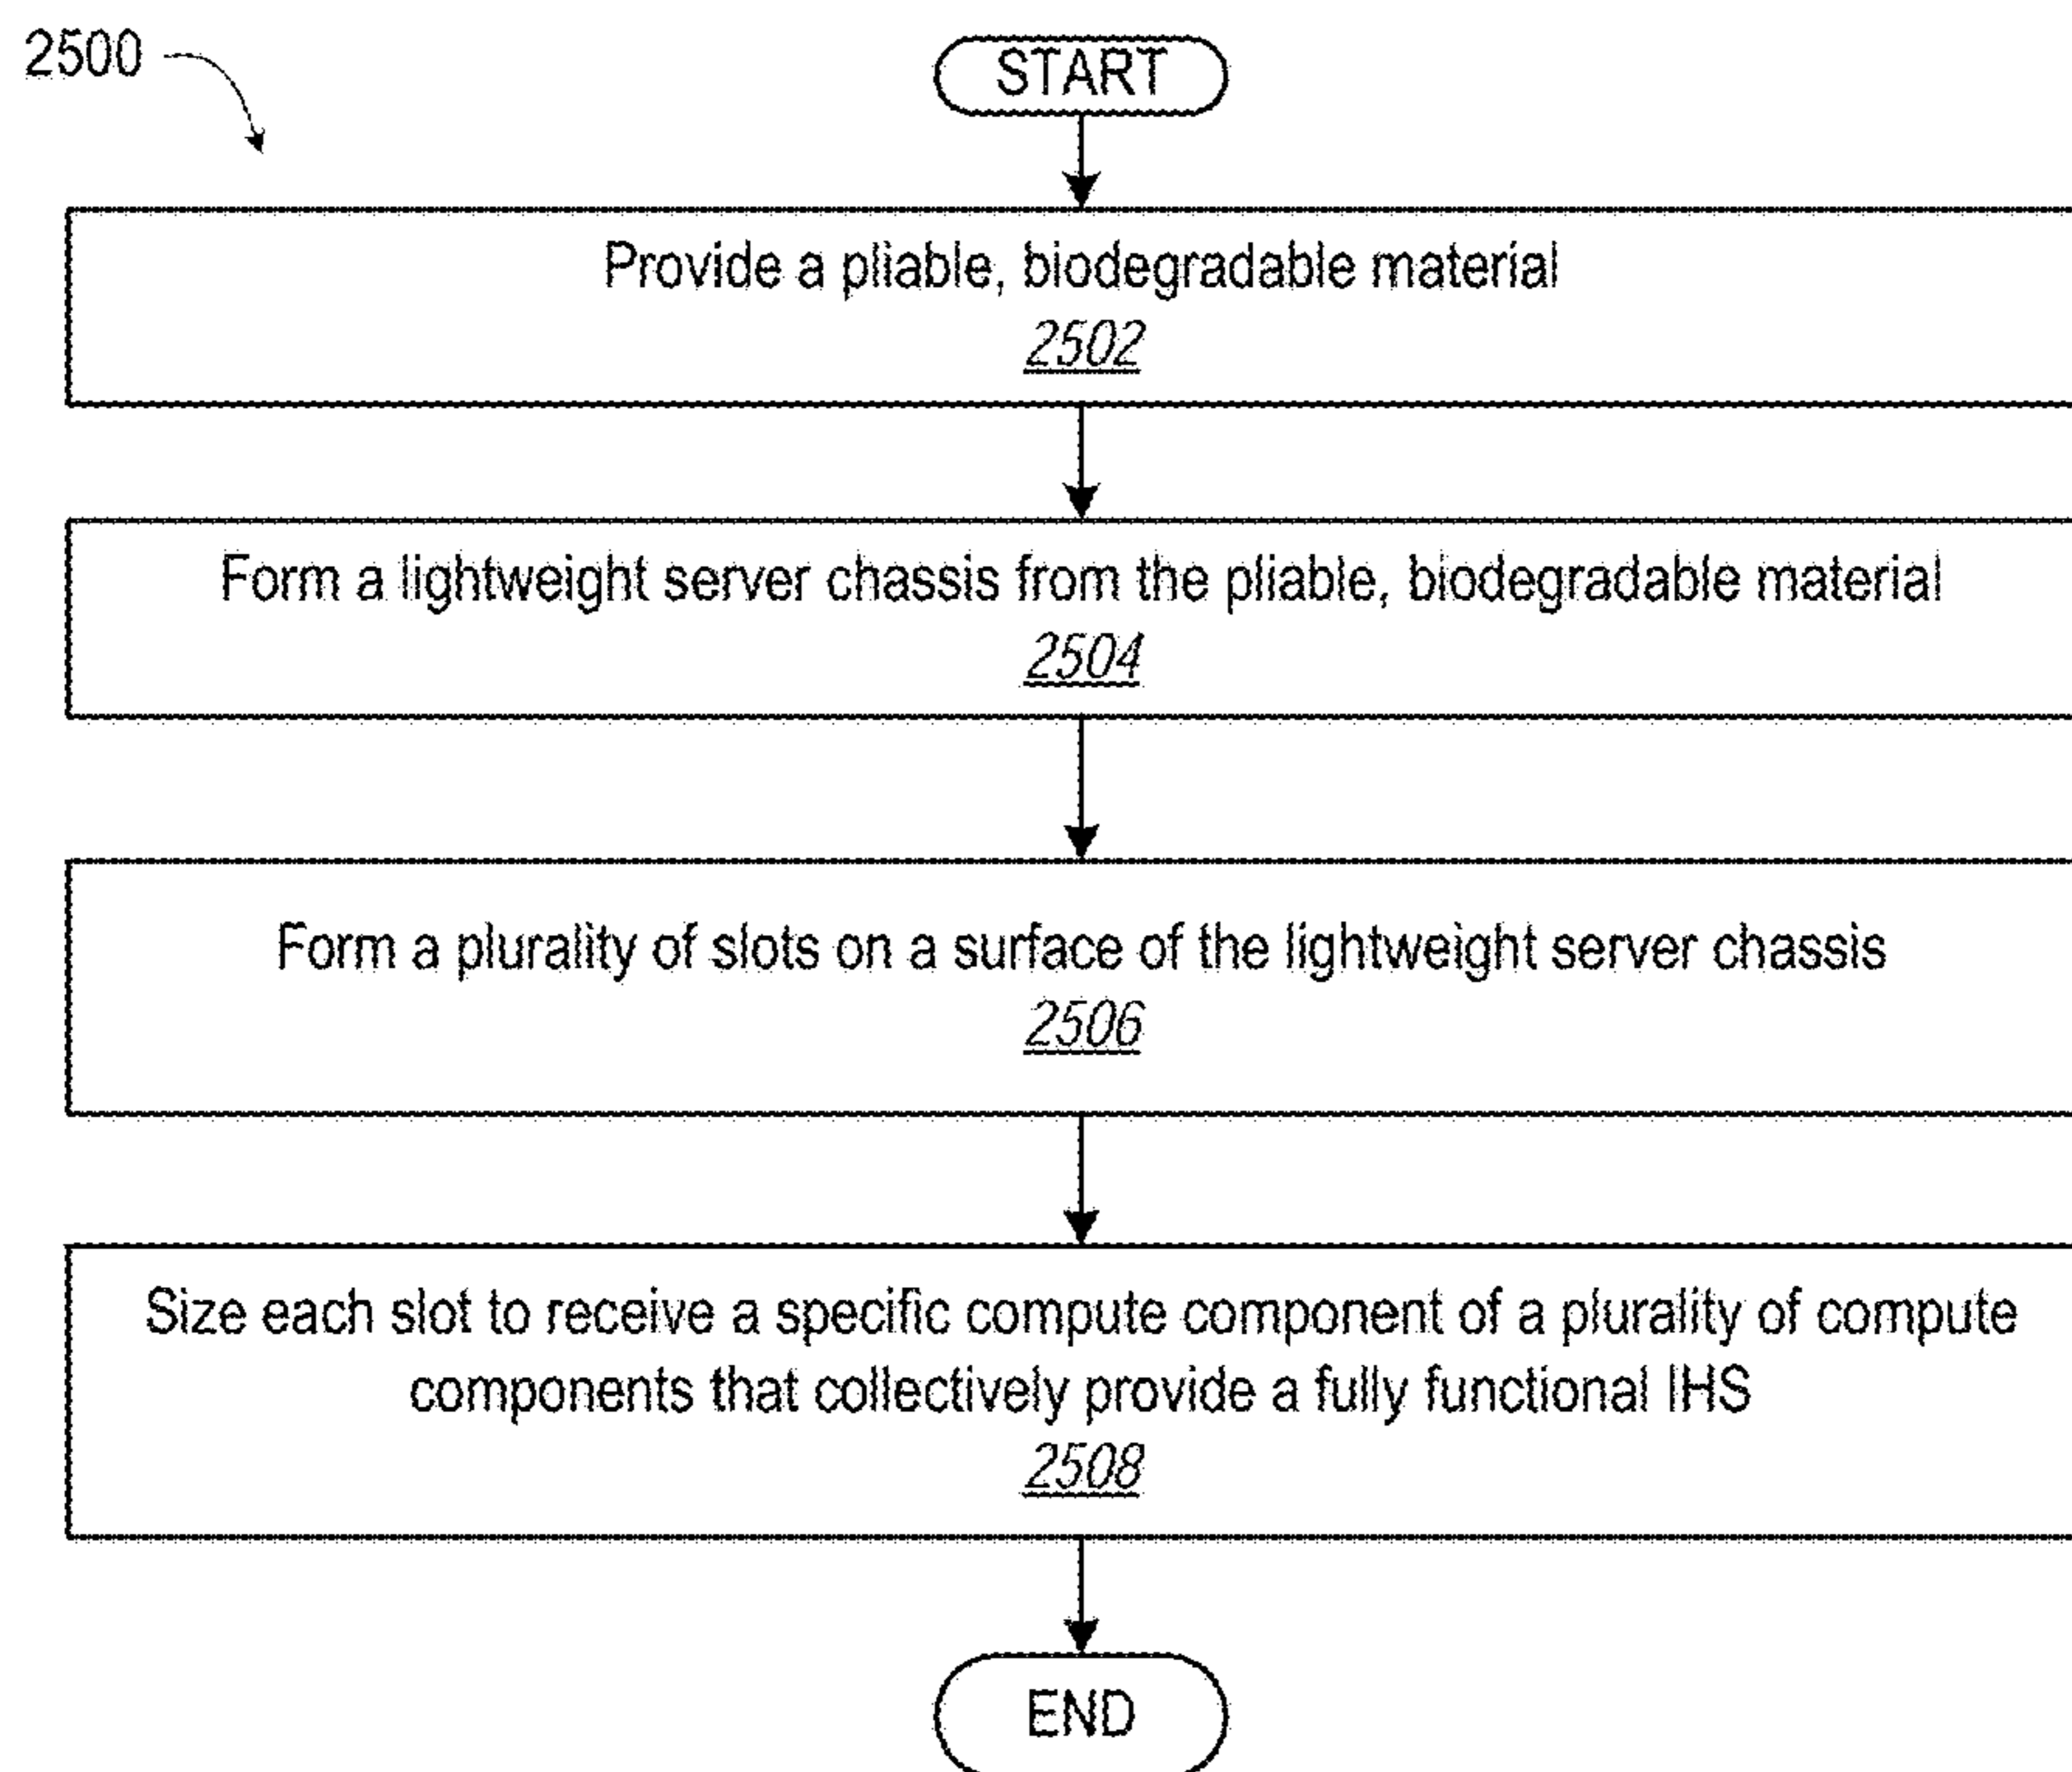 2500
START
Provide a pliable, biodegradable material
2502
Form a lightweight server chassis from the pliable, biodegradable material
2504
Form a plurality of slots on a surface of the lightweight server chassis
2506
Size each slot to receive a specific compute component of a plurality of compute
components that collectively provide a fully functional IHS
2508
END